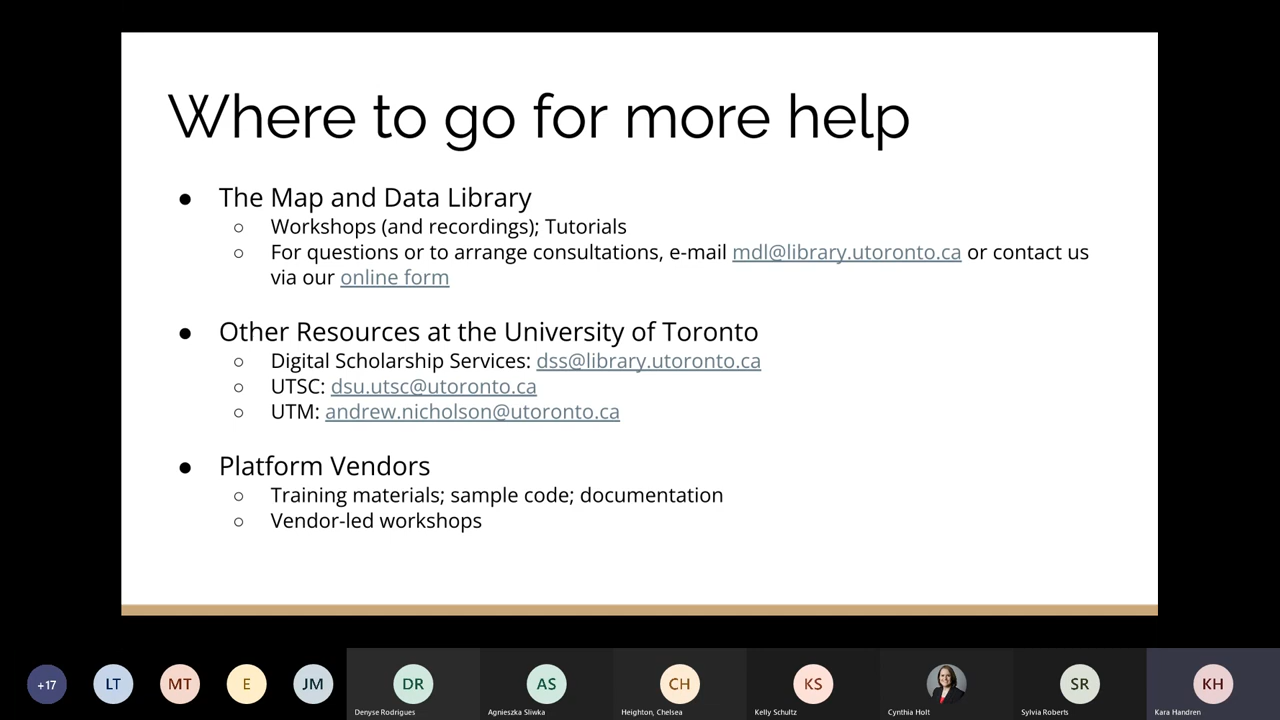 Where to go for more help
● The Map and Data Library
○ Workshops (and recordings); Tutorials
○ For questions or to arrange consultations, e-mail mdl@library.utoronto.ca or contact us
via our online form
● Other Resources at the University of Toronto
○ Digital Scholarship Services: dss@library.utoronto.ca
○ UTSC: dsu.utsc@utoronto.ca
○ UTM: andrew.nicholson@utoronto.ca
● Platform Vendors
○ Training materials; sample code; documentation
○ Vendor-led workshops
+17 LT MT E JM DR AS CH KS SR KH
Denyse Rodrigues Agnieszka Sliwka Heighton, Chelsea Kelly Schultz Cynthia Holt Sylvia Roberts Kara Handren